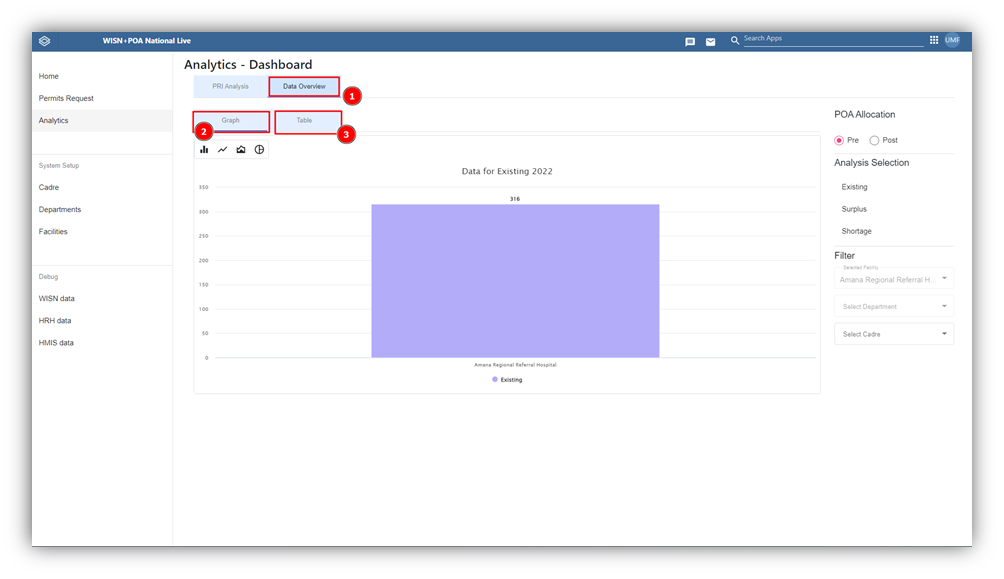 WISN+POA National Live
Search Apps
UMF
Home
Permits Request
Analytics
System Setup
Cadre
Departments
Facilities
Debug
WISN data
HRH data
HMIS data
Analytics - Dashboard
PRI Analysis
Data Overview
1
Graph
Table
2
3
Data for Existing 2022
350
300
250
200
150
100
50
0
316
Amana Regional Referral Hospital
Existing
POA Allocation
Pre
Post
Analysis Selection
Existing
Surplus
Shortage
Filter
Selected Facility
Amana Regional Referral H...
Select Department
Select Cadre